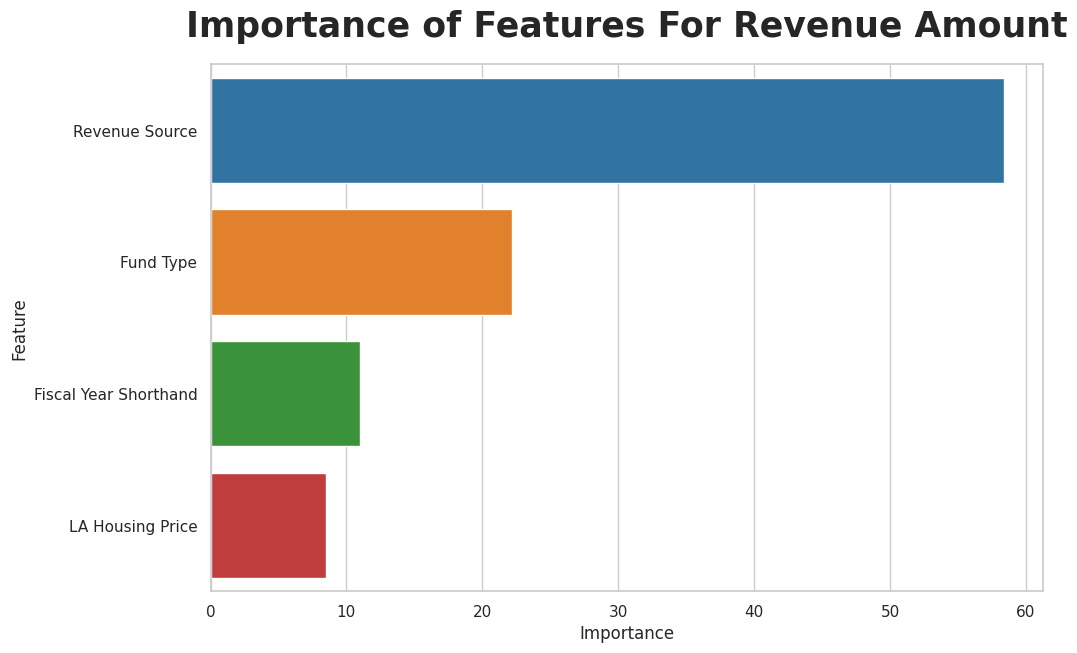 Importance of Features For Revenue Amount
Revenue Source
Fund Type
Fiscal Year Shorthand
LA Housing Price
Feature
0 10 20 30 40 50 60
Importance